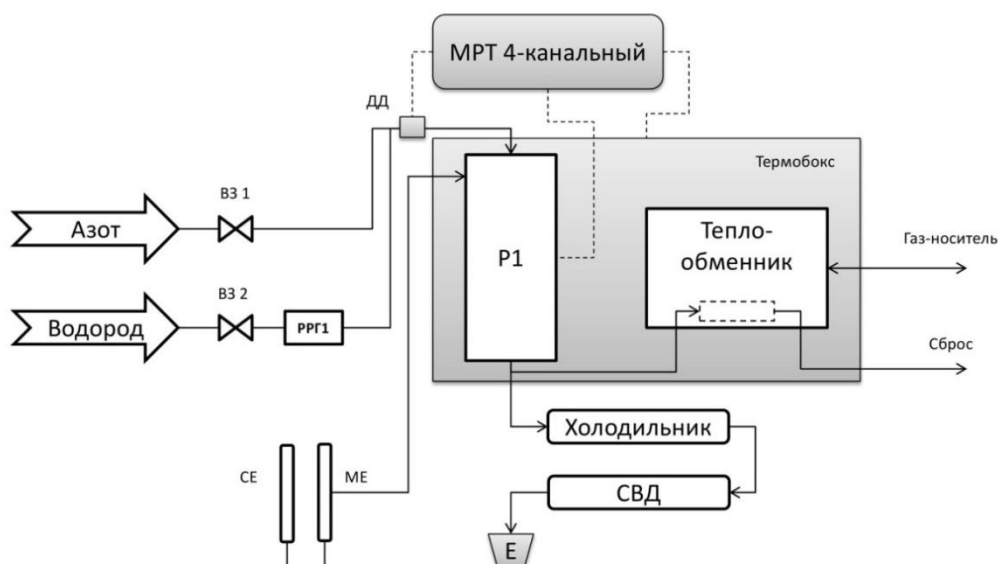 МРТ 4-канальный
ДД
Термобокс
ВЗ 1
Азот
Р1
Тепло-
обменник
Газ-носитель
ВЗ 2
Водород
РРГ1
Сброс
Холодильник
СЕ
МЕ
СВД
Е